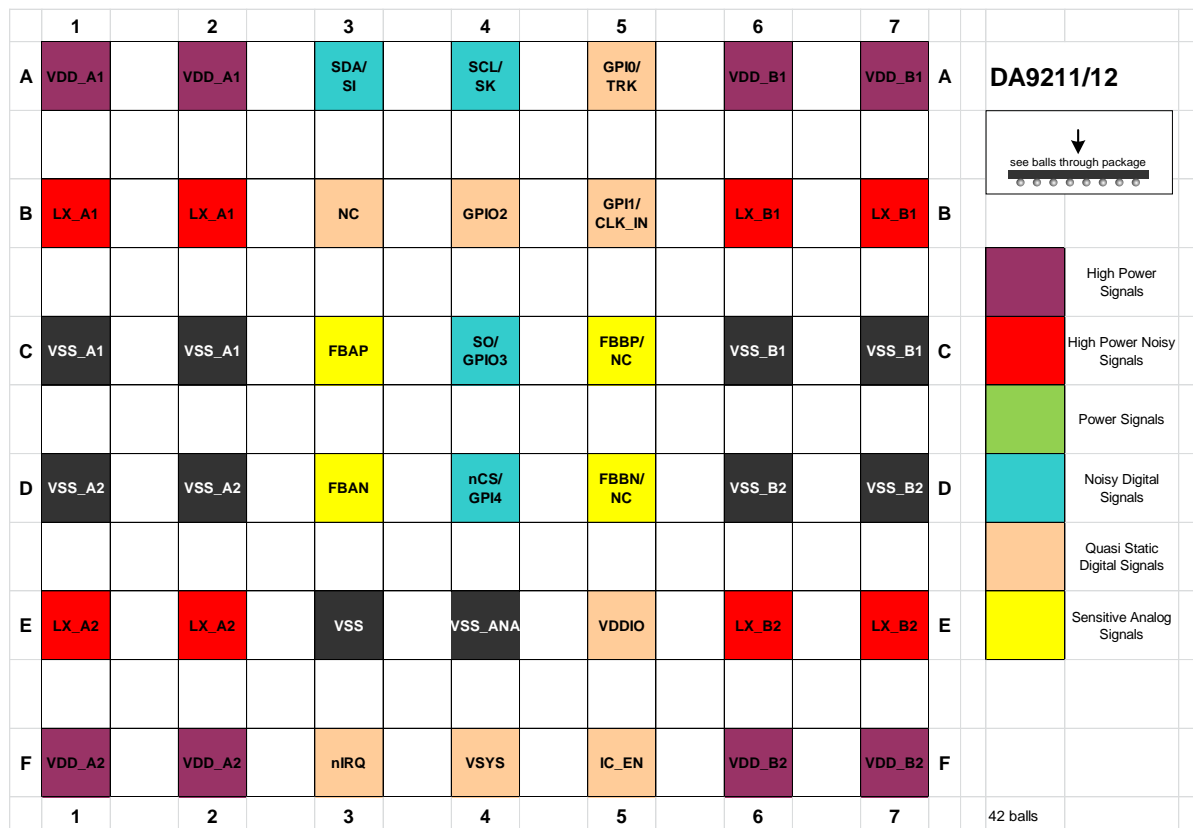 1 2 3 4 5 6 7
A VDD_A1 VDD_A1 SDA/ SCL/ GPI0/ VDD_B1 VDD_B1 A DA9211/12
SI SK TRK
see balls through package
B LX_A1 LX_A1 NC GPIO2 GPI1/ LX_B1 LX_B1 B
CLK_IN
High Power
Signals
C VSS_A1 VSS_A1 FBAP SO/ FBBP/ VSS_B1 VSS_B1 C High Power Noisy
GPIO3 NC Signals
Power Signals
D VSS_A2 VSS_A2 FBAN nCS/ FBBN/ VSS_B2 VSS_B2 D Noisy Digital
GPI4 NC Signals
Quasi Static
Digital Signals
E LX_A2 LX_A2 VSS VSS_ANA VDDIO LX_B2 LX_B2 E Sensitive Analog
Signals
F VDD_A2 VDD_A2 nIRQ VSYS IC_EN VDD_B2 VDD_B2 F
1 2 3 4 5 6 7 42 balls